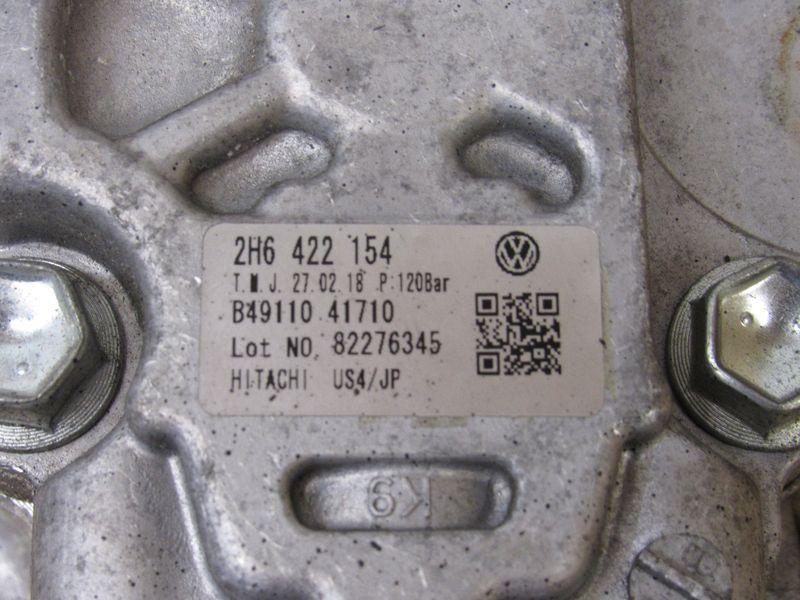 2H6 422 154
T.M.J. 27.02.18 P:120Bar
B49110 41710
Lot NO. 82276345
HITACHI US4/JP
K9